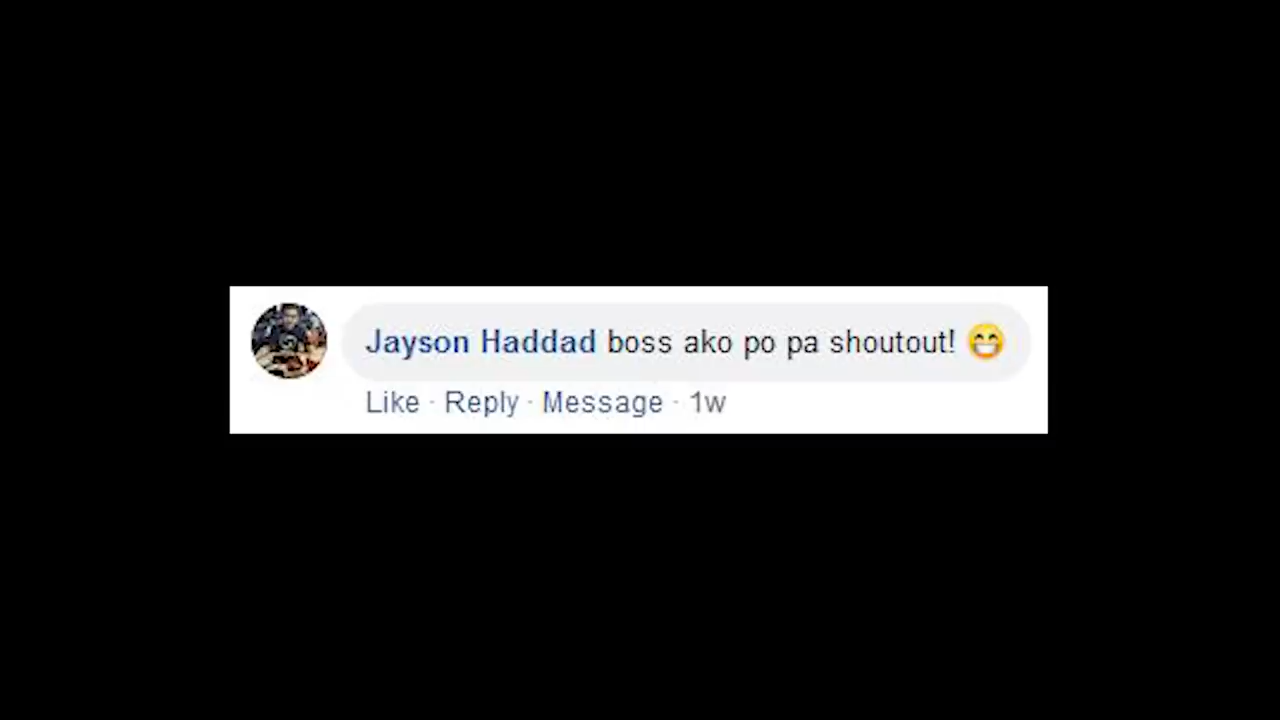 Jayson Haddad boss ako po pa shoutout! 😁
Like · Reply · Message · 1w